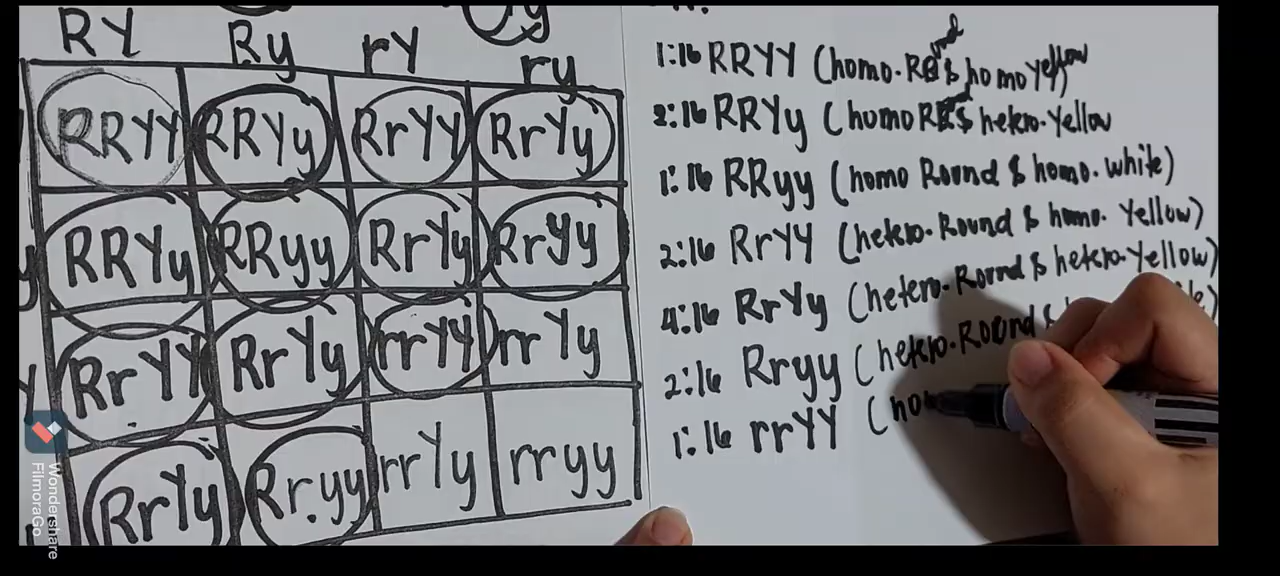 RY Ry rY ry
RRYY RRYy RrYY RrYy
RRYy RRyy RrYy Rryy
RrYY RrYy rrYY rrYy
RrYy Rryy rrYy rryy
1:16 RRYY (homo. Round & homo yellow)
2:16 RRYy (homo & hetero. Yellow
1:16 RRyy (homo Round & homo. white)
2:16 RrYY (hetero. Round & homo. Yellow)
4:16 RrYy (hetero. Round & hetero. Yellow)
2:16 Rryy (hetero. Round &
1:16 rrYY (ho
Wondershare
FilmoraGo